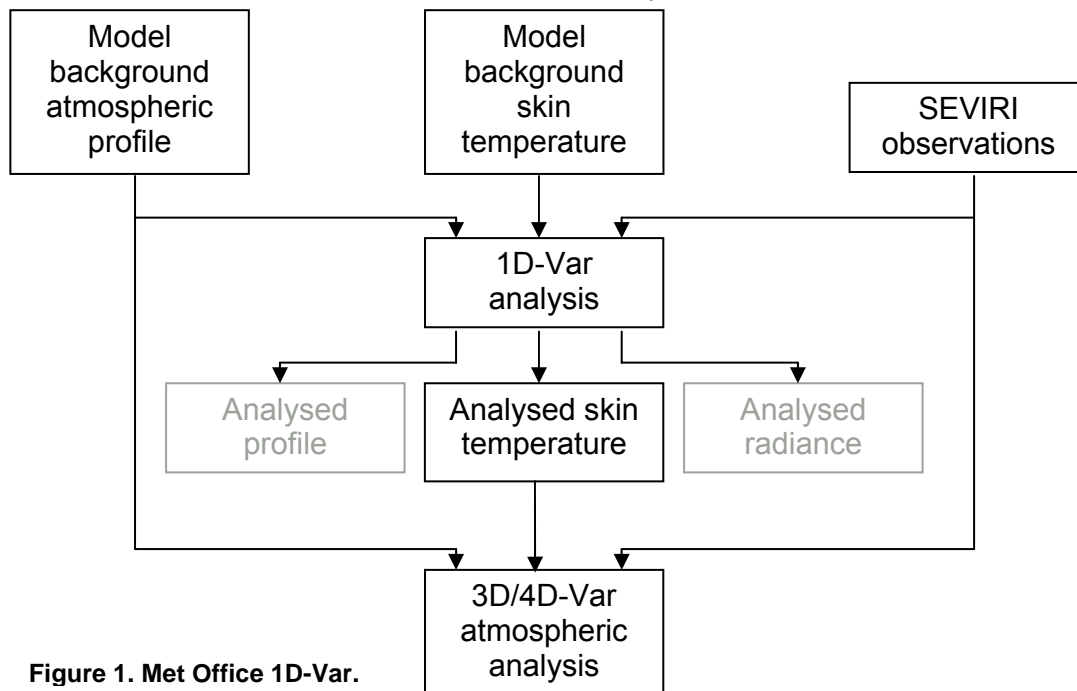 Model
background
atmospheric
profile
Model
background
skin
temperature
SEVIRI
observations
1D-Var
analysis
Analysed
profile
Analysed skin
temperature
Analysed
radiance
3D/4D-Var
atmospheric
analysis
Figure 1. Met Office 1D-Var.